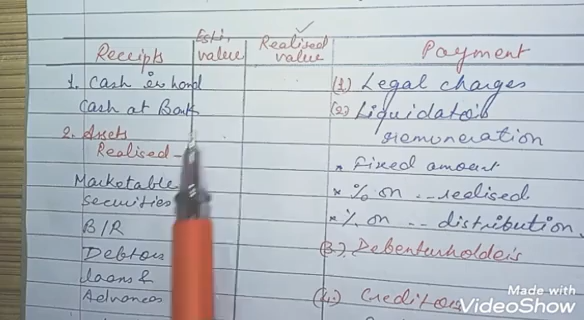 Receipts Esti. value Realised value Payment
1. Cash in hand
Cash at Bank
2. Assets
Realised -
Marketable
Securities
B/R
Debtors
loans &
Advances
(1) Legal charges
(2) Liquidator's
remuneration
* Fixed amount
* % on -- realised
* % on -- distribution.
(3.) Debentureholders
(4.) Creditors
Made with
VideoShow